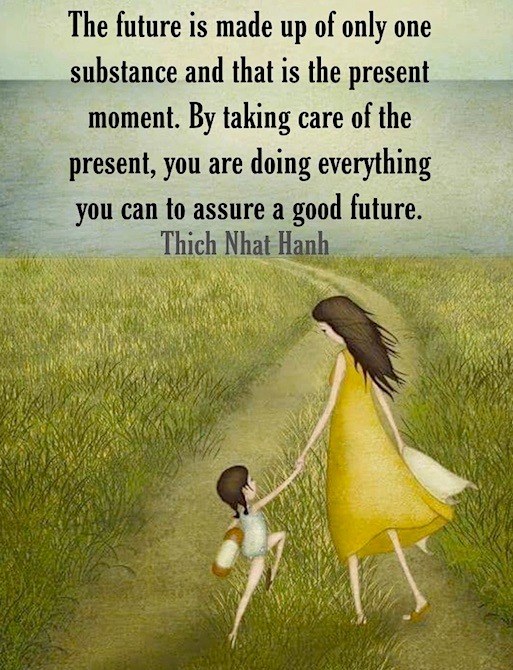 The future is made up of only one
substance and that is the present
moment. By taking care of the
present, you are doing everything
you can to assure a good future.
Thich Nhat Hanh